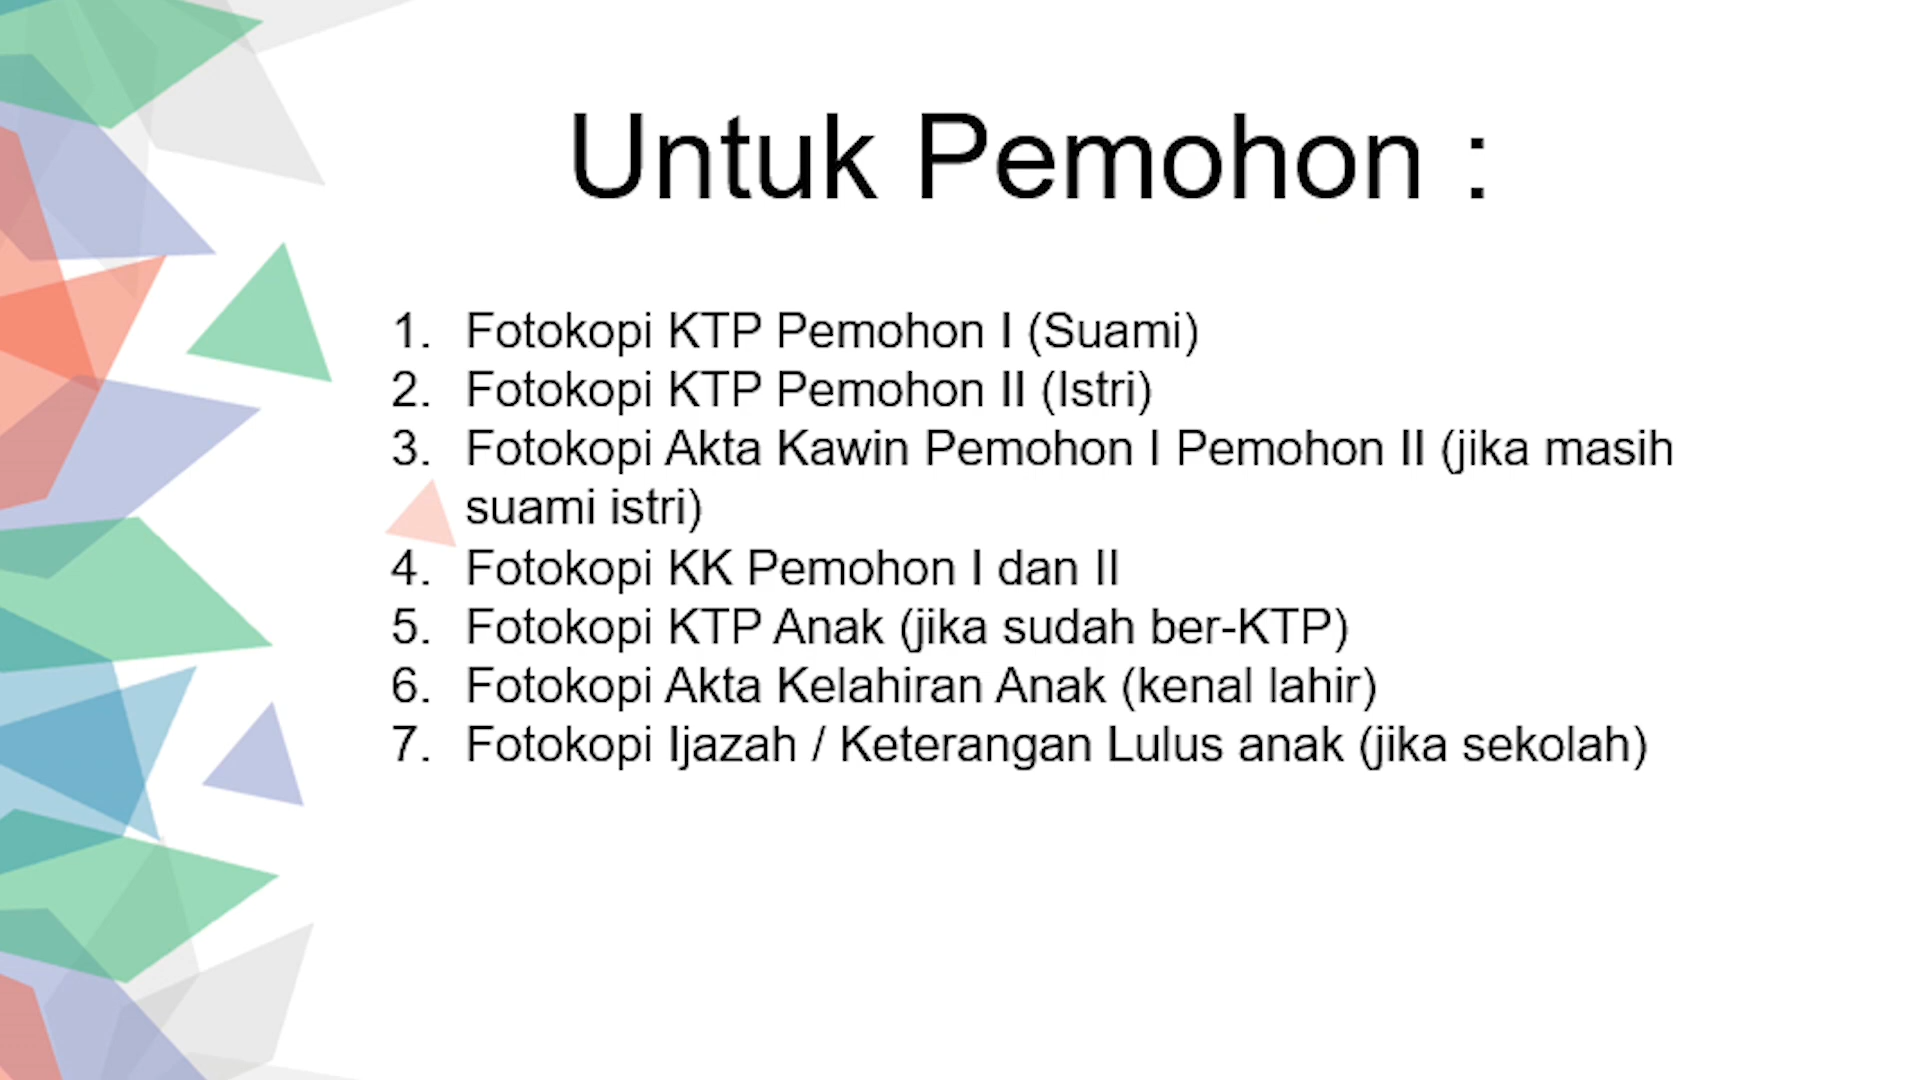 Untuk Pemohon :
1. Fotokopi KTP Pemohon I (Suami)
2. Fotokopi KTP Pemohon II (Istri)
3. Fotokopi Akta Kawin Pemohon I Pemohon II (jika masih
suami istri)
4. Fotokopi KK Pemohon I dan II
5. Fotokopi KTP Anak (jika sudah ber-KTP)
6. Fotokopi Akta Kelahiran Anak (kenal lahir)
7. Fotokopi Ijazah / Keterangan Lulus anak (jika sekolah)